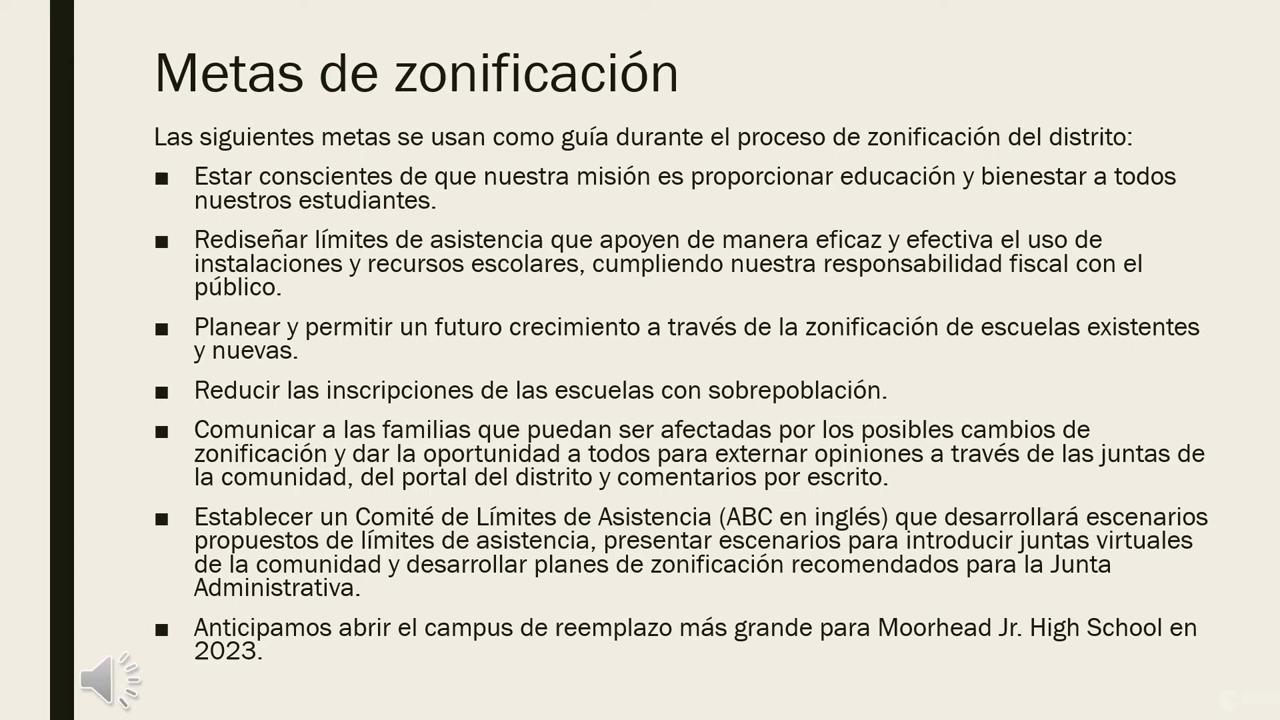 Metas de zonificación
Las siguientes metas se usan como guía durante el proceso de zonificación del distrito:
■ Estar conscientes de que nuestra misión es proporcionar educación y bienestar a todos
nuestros estudiantes.
■ Rediseñar límites de asistencia que apoyen de manera eficaz y efectiva el uso de
instalaciones y recursos escolares, cumpliendo nuestra responsabilidad fiscal con el
público.
■ Planear y permitir un futuro crecimiento a través de la zonificación de escuelas existentes
y nuevas.
■ Reducir las inscripciones de las escuelas con sobrepoblación.
■ Comunicar a las familias que puedan ser afectadas por los posibles cambios de
zonificación y dar la oportunidad a todos para externar opiniones a través de las juntas de
la comunidad, del portal del distrito y comentarios por escrito.
■ Establecer un Comité de Límites de Asistencia (ABC en inglés) que desarrollará escenarios
propuestos de límites de asistencia, presentar escenarios para introducir juntas virtuales
de la comunidad y desarrollar planes de zonificación recomendados para la Junta
Administrativa.
■ Anticipamos abrir el campus de reemplazo más grande para Moorhead Jr. High School en
2023.